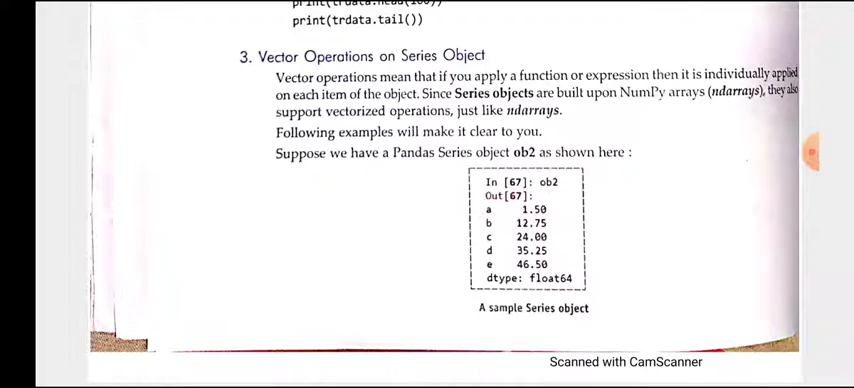 print(trdata.head(100))
print(trdata.tail())
3. Vector Operations on Series Object
Vector operations mean that if you apply a function or expression then it is individually applied
on each item of the object. Since Series objects are built upon NumPy arrays (ndarrays), they also
support vectorized operations, just like ndarrays.
Following examples will make it clear to you.
Suppose we have a Pandas Series object ob2 as shown here :
In [67]: ob2
Out[67]:
a 1.50
b 12.75
c 24.00
d 35.25
e 46.50
dtype: float64
A sample Series object
Scanned with CamScanner